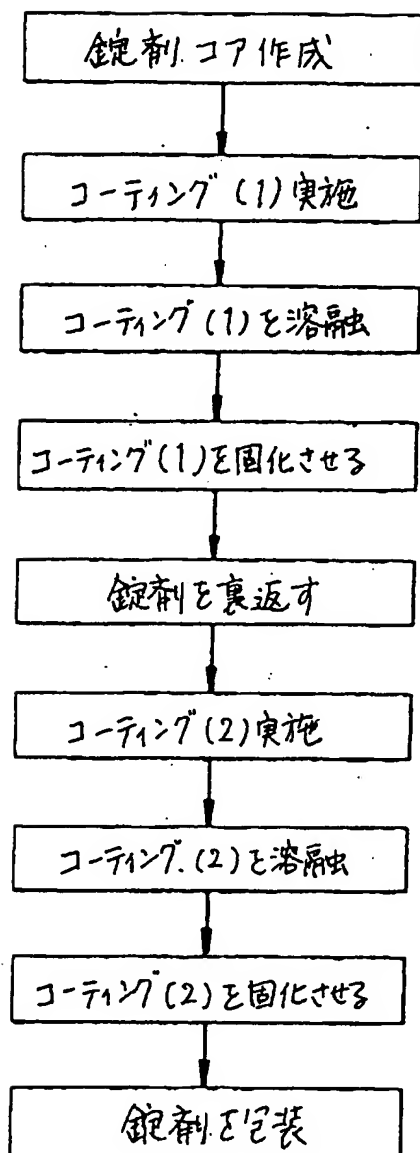 錠剤コア作成
コーティング(1)実施
コーティング(1)を溶融
コーティング(1)を固化させる
錠剤を裏返す
コーティング(2)実施
コーティング(2)を溶融
コーティング(2)を固化させる
錠剤を包装